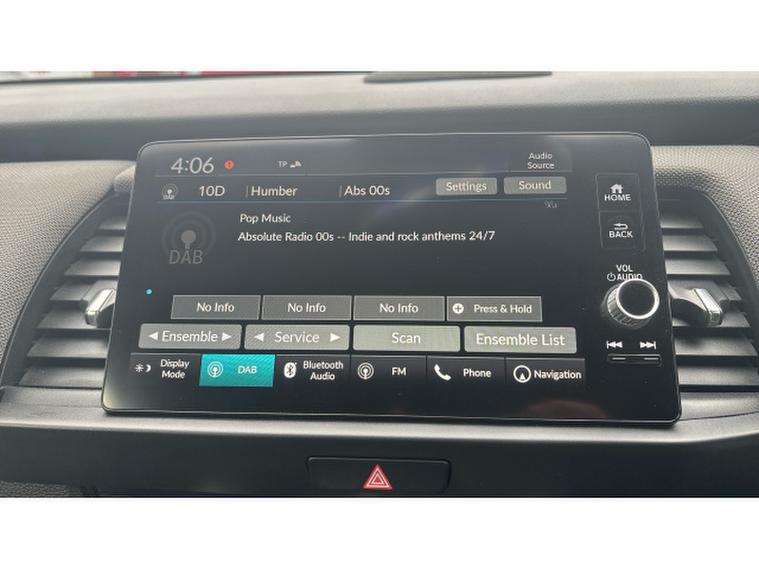 4:06 TP Audio Source
DAB 10D Humber Abs 00s Settings Sound
HOME
Pop Music
Absolute Radio 00s -- Indie and rock anthems 24/7
DAB
BACK
VOL
AUDIO
No Info No Info No Info Press & Hold
Ensemble Service Scan Ensemble List
Display Mode DAB Bluetooth Audio FM Phone Navigation